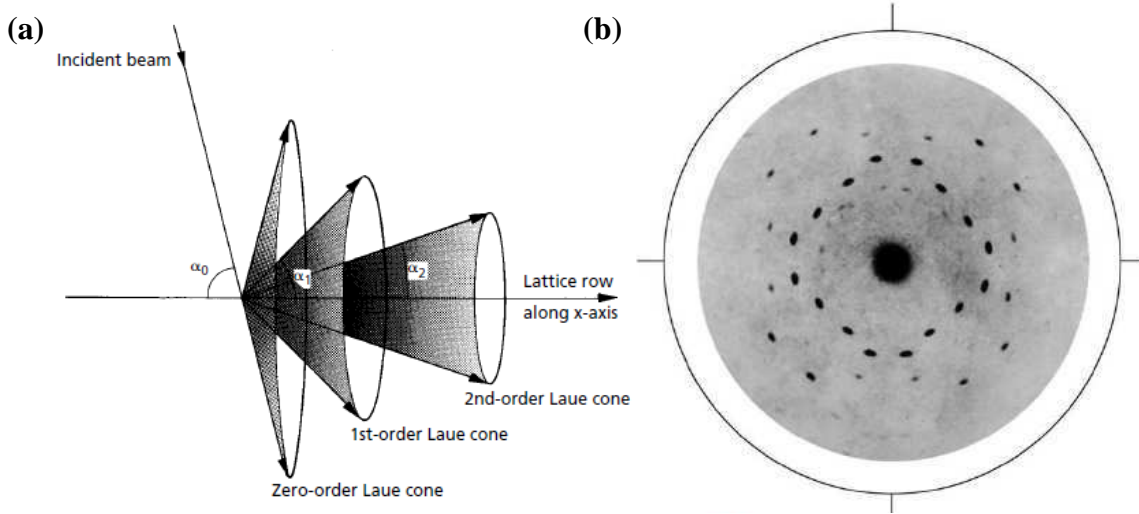 (a)
Incident beam
α0
α1
α2
Lattice row
along x-axis
2nd-order Laue cone
1st-order Laue cone
Zero-order Laue cone
(b)